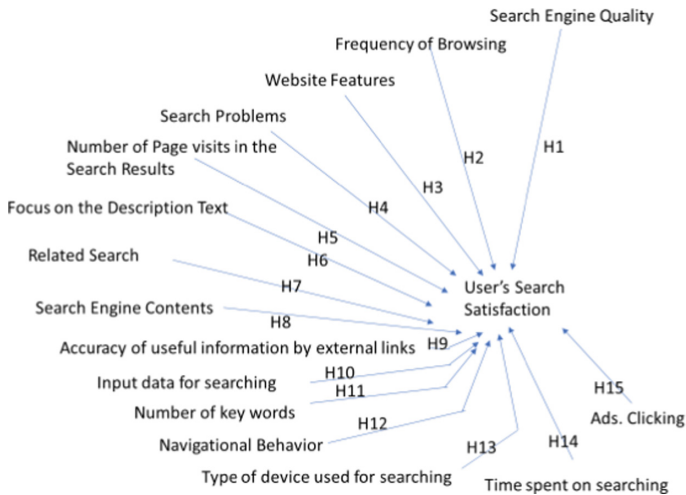 Search Engine Quality
Frequency of Browsing
Website Features
Search Problems
Number of Page visits in the
Search Results
H1
H2
H3
Focus on the Description Text
H4
H5
H6
Related Search
H7
User's Search
Satisfaction
Search Engine Contents
H8
Accuracy of useful information by external links
H9
Input data for searching
H10
H11
H15
Number of key words
Ads. Clicking
H12
Navigational Behavior
H13
H14
Type of device used for searching
Time spent on searching